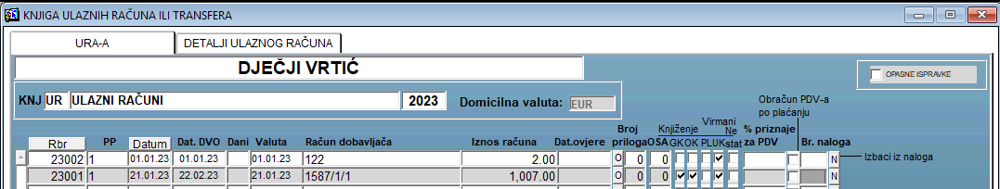 KNJIGA ULAZNIH RAČUNA ILI TRANSFERA
URA-A DETALJI ULAZNOG RAČUNA
DJEČJI VRTIĆ
OPASNE ISPRAVKE
KNJ UR ULAZNI RAČUNI 2023 Domicilna valuta: EUR
Obračun PDV-a
po plaćanju
Broj Knjiženje Virmani % priznaje
Ne
Rbr PP Datum Dat. DVO Dani Valuta Račun dobavljača Iznos računa Dat.ovjere priloga OSA GK OK PL UK stat za PDV Br. naloga
23002 1 01.01.23 01.01.23 01.01.23 122 2.00 O 0 0 N Izbaci iz naloga
23001 1 21.01.23 22.02.23 21.01.23 1587/1/1 1,007.00 O 0 0 N